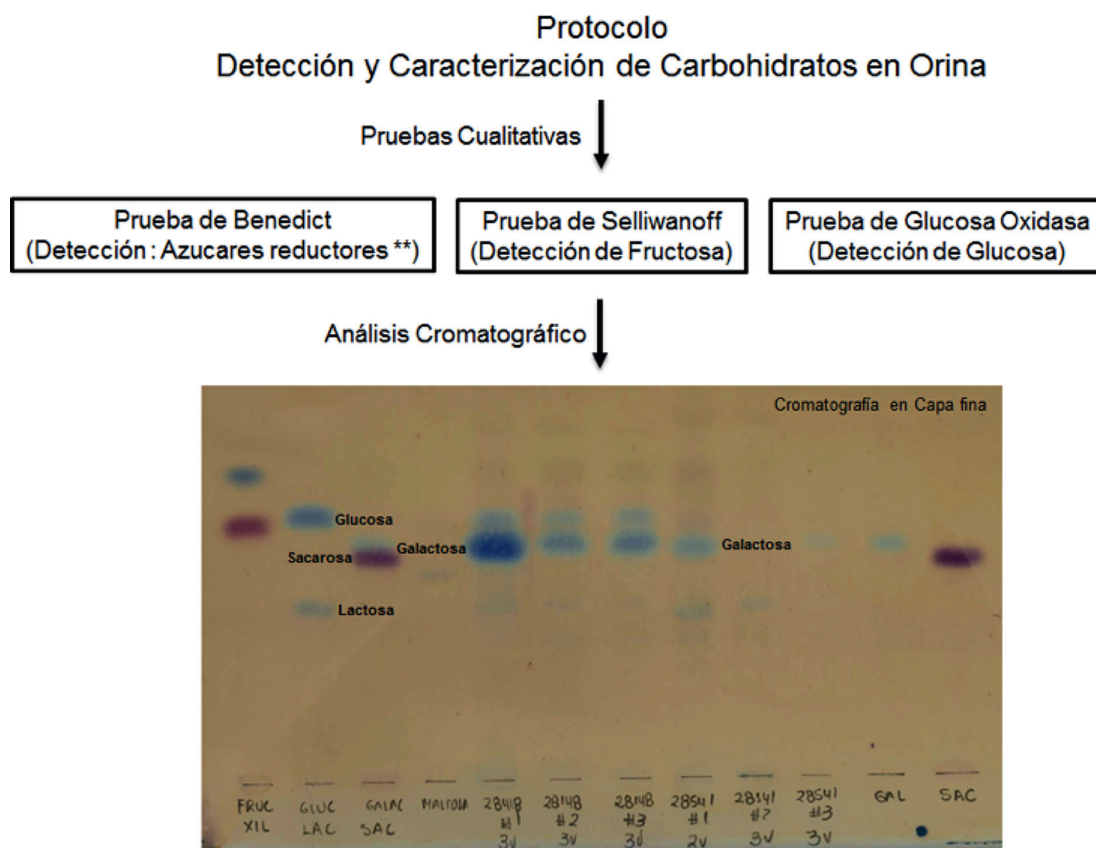 Protocolo
Detección y Caracterización de Carbohidratos en Orina
Pruebas Cualitativas
Prueba de Benedict
(Detección : Azucares reductores **)
Prueba de Selliwanoff
(Detección de Fructosa)
Prueba de Glucosa Oxidasa
(Detección de Glucosa)
Análisis Cromatográfico
Cromatografía en Capa fina
Glucosa
Sacarosa
Galactosa
Galactosa
Lactosa
FRUC
XIL
GLUC
LAC
GALAC
SAC
MALTOSA
28418
#1
3v
28148
#2
3v
28148
#3
3v
28541
#1
2v
28541
#2
3v
28541
#3
3v
GAL
SAC